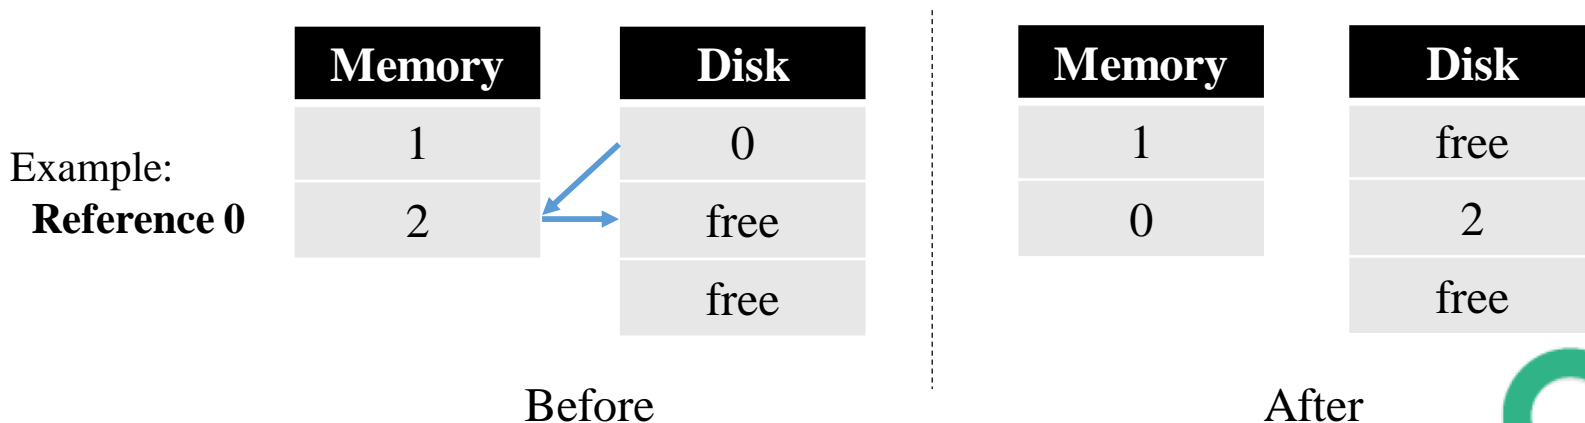 Memory Disk Memory Disk
1 0 1 free
Example:
Reference 0 2 free 0 2
free free
Before After